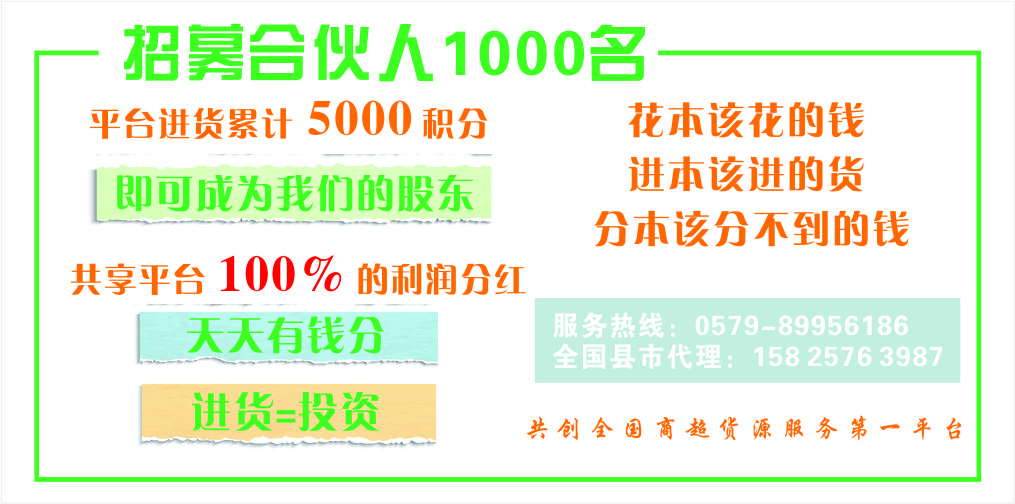 招募合伙人1000名
平台进货累计 5000 积分
即可成为我们的股东
共享平台 100% 的利润分红
天天有钱分
进货=投资
花本该花的钱
进本该进的货
分本该分不到的钱
服务热线：0579-89956186
全国县市代理：158 2576 3987
共创全国商超货源服务第一平台